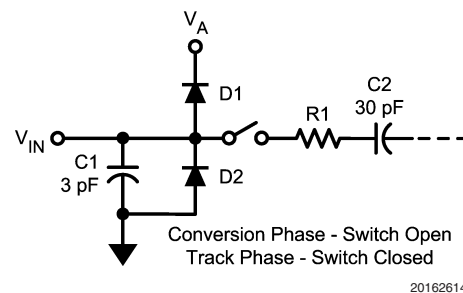 VA
D1
C2
30 pF
R1
VIN
C1
3 pF
D2
Conversion Phase - Switch Open
Track Phase - Switch Closed
20162614